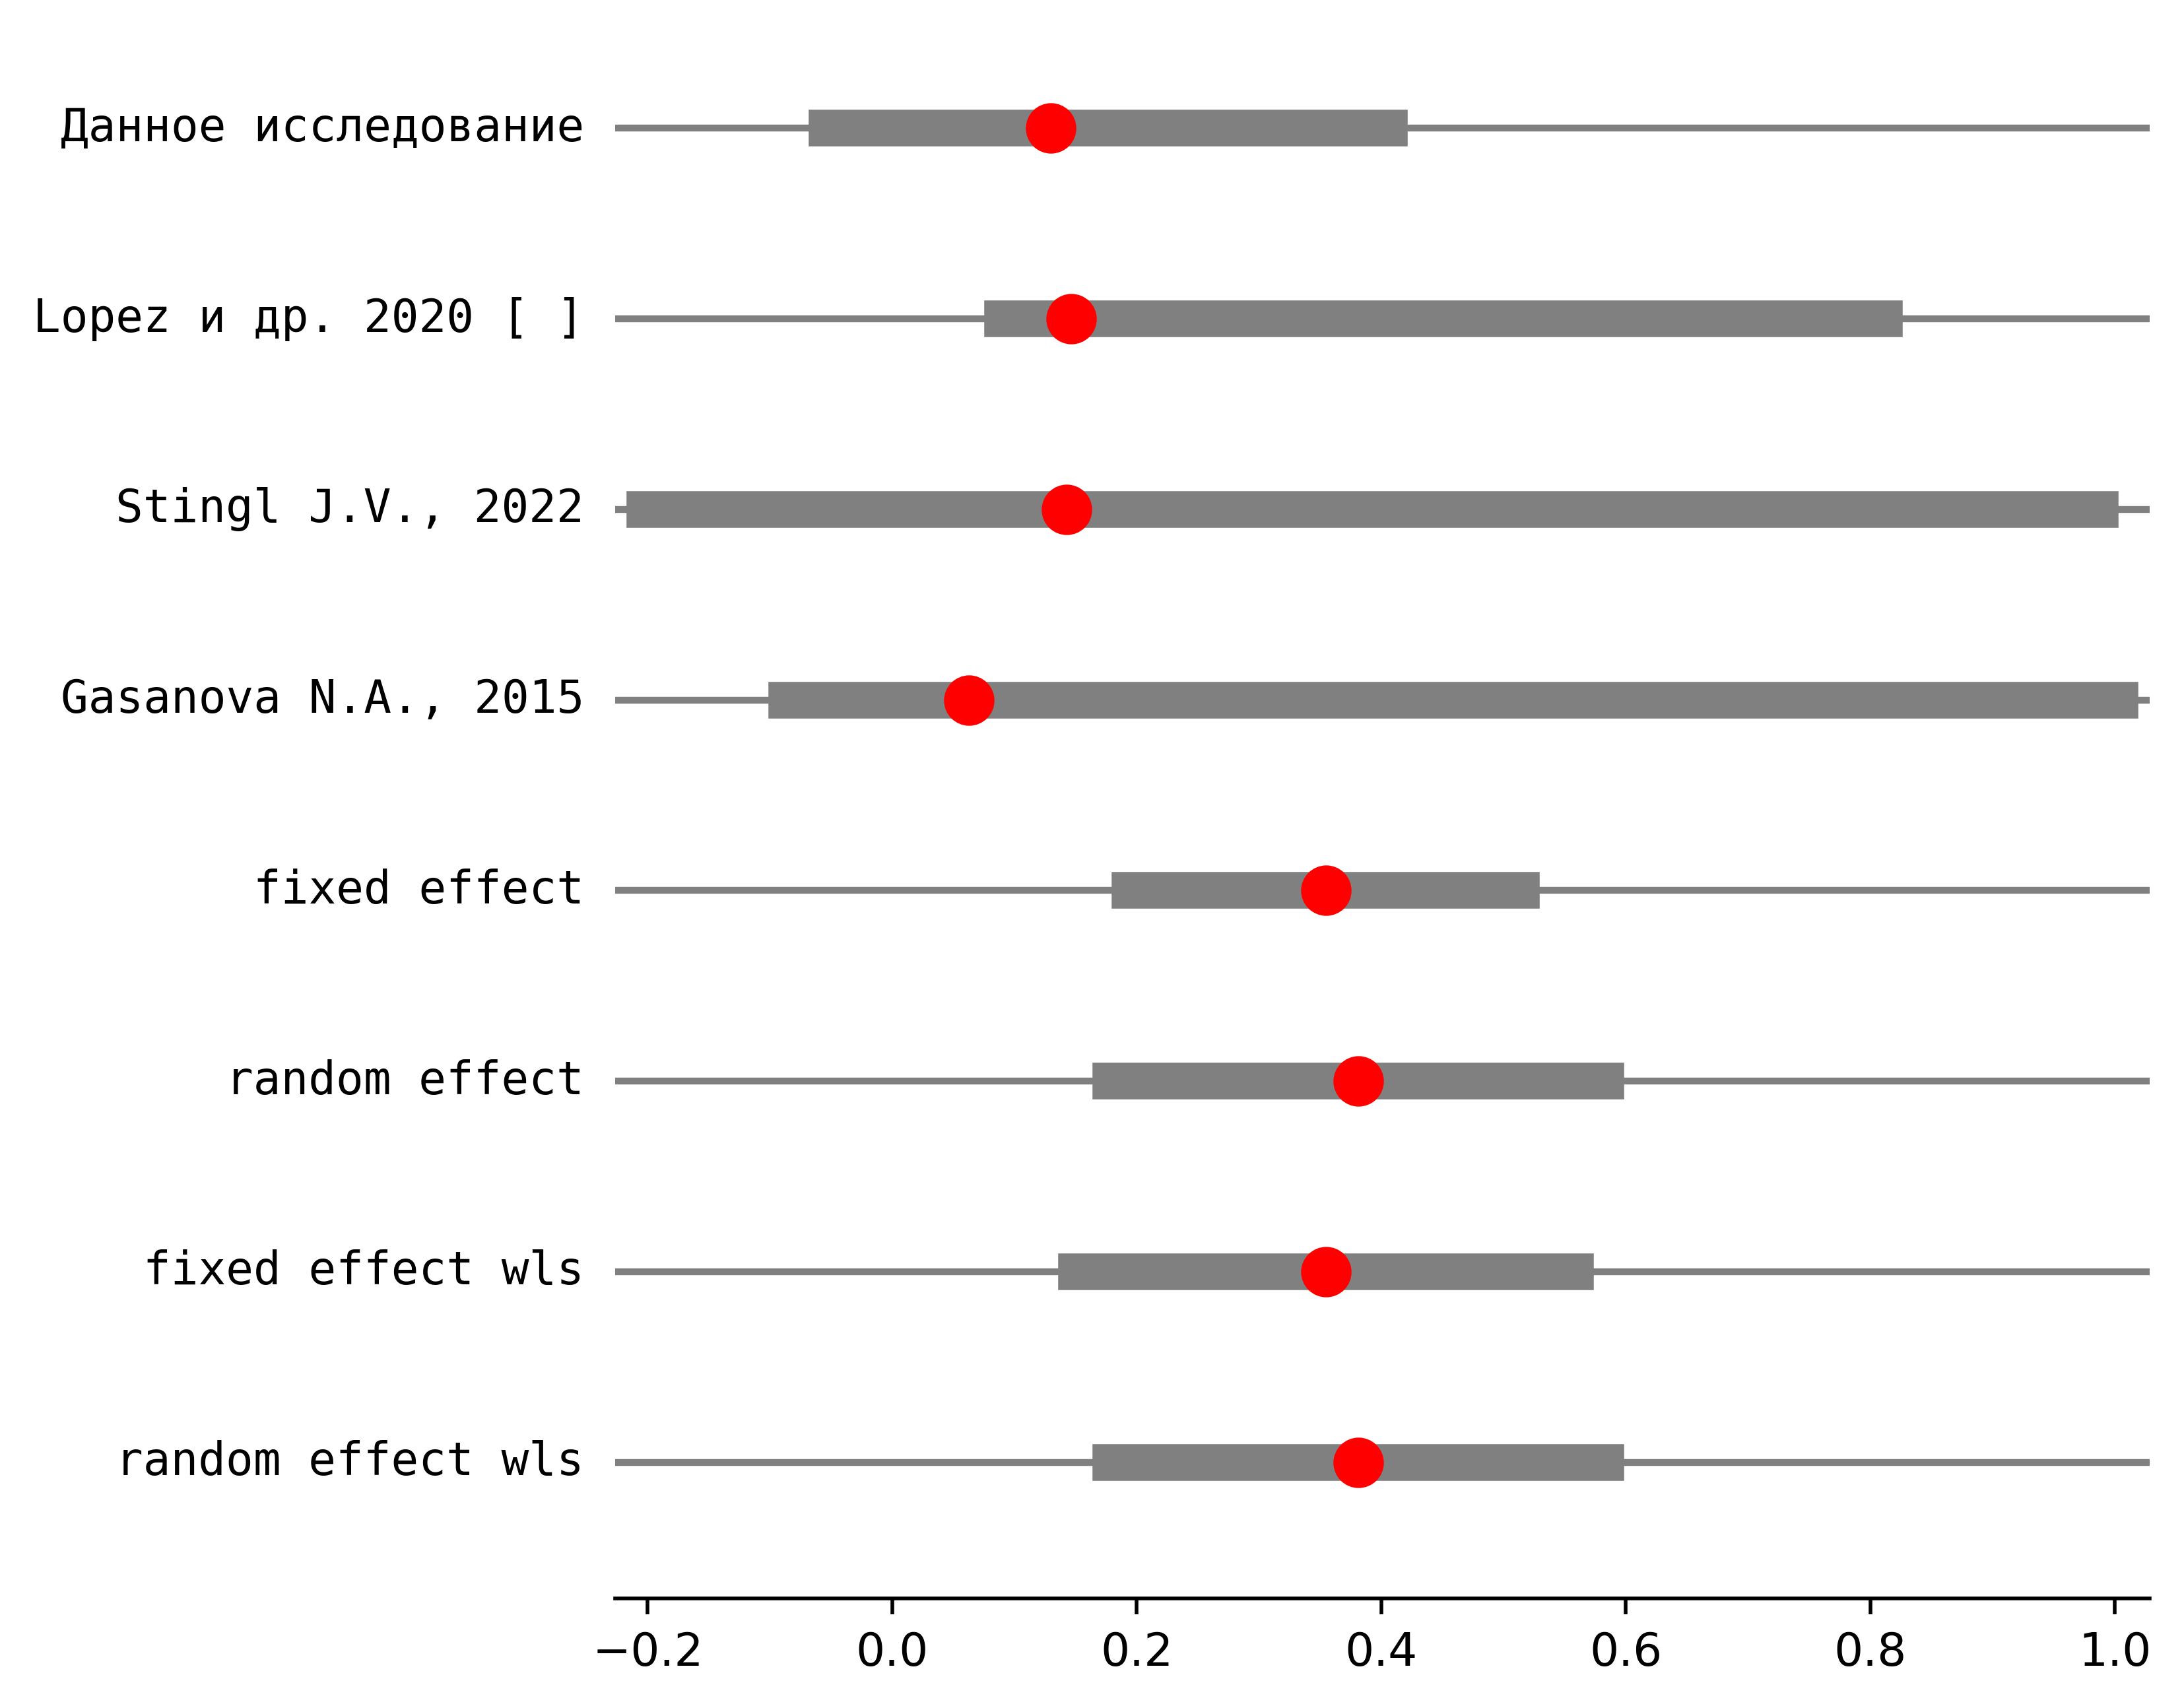 Данное исследование
Lopez и др. 2020 [ ]
Stingl J.V., 2022
Gasanova N.A., 2015
fixed effect
random effect
fixed effect wls
random effect wls
−0.2 0.0 0.2 0.4 0.6 0.8 1.0